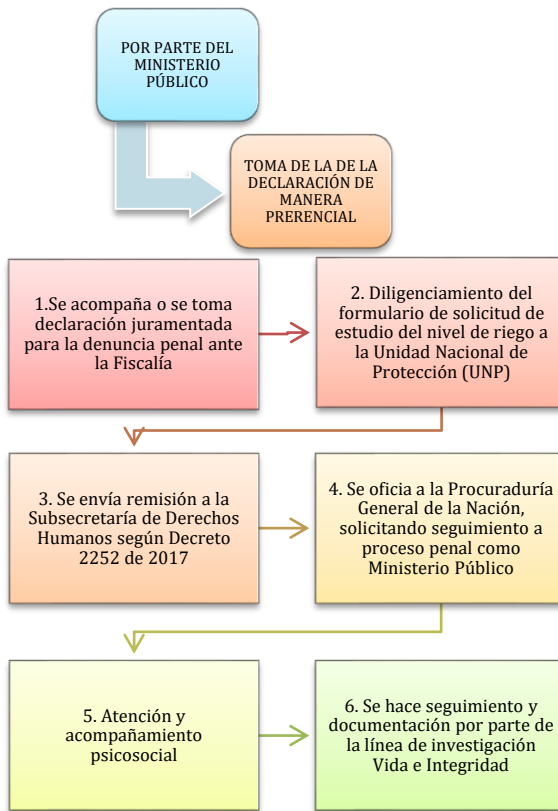 POR PARTE DEL
MINISTERIO
PÚBLICO
TOMA DE LA DE LA
DECLARACIÓN DE
MANERA
PRERENCIAL
1.Se acompaña o se toma
declaración juramentada
para la denuncia penal ante
la Fiscalía
2. Diligenciamiento del
formulario de solicitud de
estudio del nivel de riego a
la Unidad Nacional de
Protección (UNP)
3. Se envía remisión a la
Subsecretaría de Derechos
Humanos según Decreto
2252 de 2017
4. Se oficia a la Procuraduría
General de la Nación,
solicitando seguimiento a
proceso penal como
Ministerio Público
5. Atención y
acompañamiento
psicosocial
6. Se hace seguimiento y
documentación por parte de
la línea de investigación
Vida e Integridad